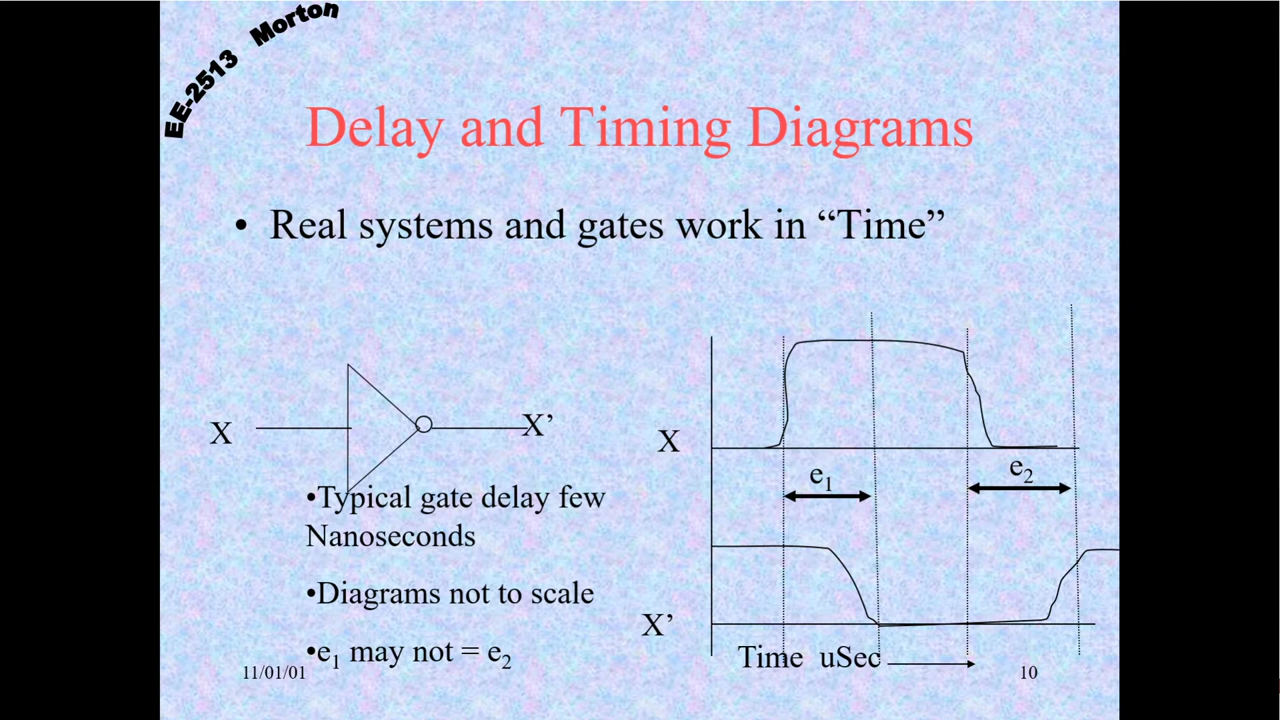 EE-2513 Morton
Delay and Timing Diagrams
• Real systems and gates work in “Time”
X
X’
•Typical gate delay few
Nanoseconds
•Diagrams not to scale
•e1 may not = e2
X
e1
e2
X’
Time uSec
11/01/01
10